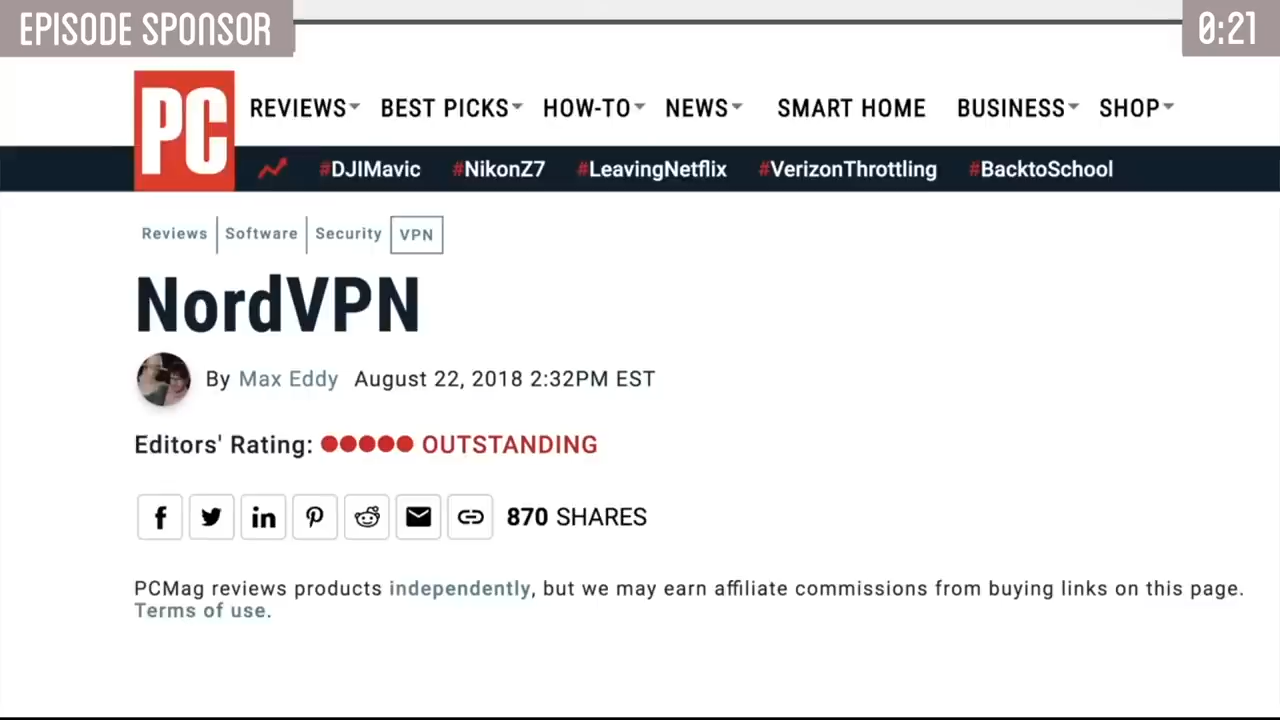 EPISODE SPONSOR
0:21
PC
REVIEWS BEST PICKS HOW-TO NEWS SMART HOME BUSINESS SHOP
#DJIMavic #NikonZ7 #LeavingNetflix #VerizonThrottling #BacktoSchool
Reviews Software Security VPN
NordVPN
By Max Eddy August 22, 2018 2:32PM EST
Editors' Rating: OUTSTANDING
870 SHARES
PCMag reviews products independently, but we may earn affiliate commissions from buying links on this page.
Terms of use.